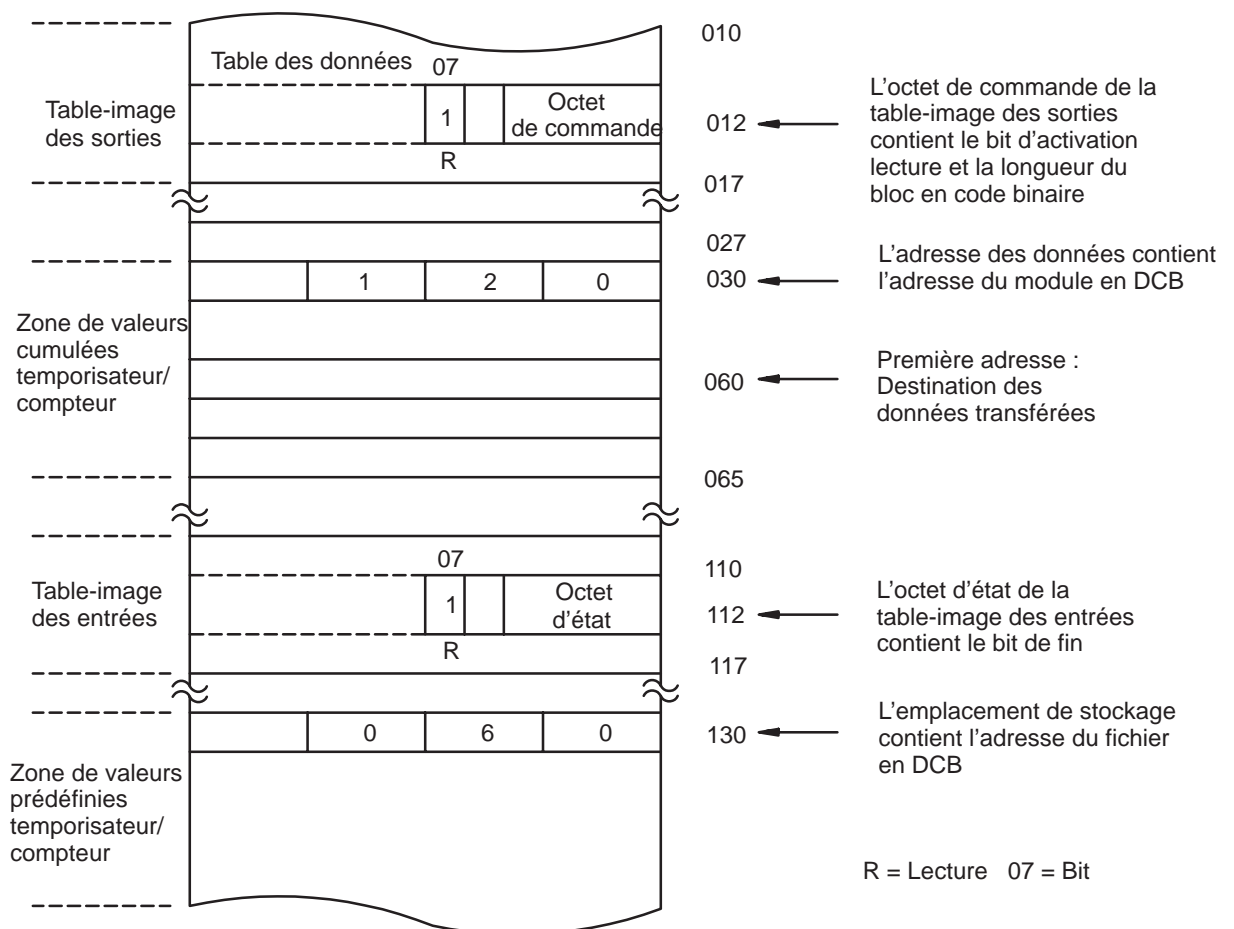 010
Table des données
07
Table-image
des sorties
1
Octet
de commande
012
L'octet de commande de la
table-image des sorties
contient le bit d'activation
lecture et la longueur du
bloc en code binaire
R
017
027
1
2
0
030
L'adresse des données contient
l'adresse du module en DCB
Zone de valeurs
cumulées
temporisateur/
compteur
060
Première adresse :
Destination des
données transférées
065
07
110
Table-image
des entrées
1
Octet
d'état
112
L'octet d'état de la
table-image des entrées
contient le bit de fin
R
117
0
6
0
130
L'emplacement de stockage
contient l'adresse du fichier
en DCB
Zone de valeurs
prédéfinies
temporisateur/
compteur
R = Lecture 07 = Bit